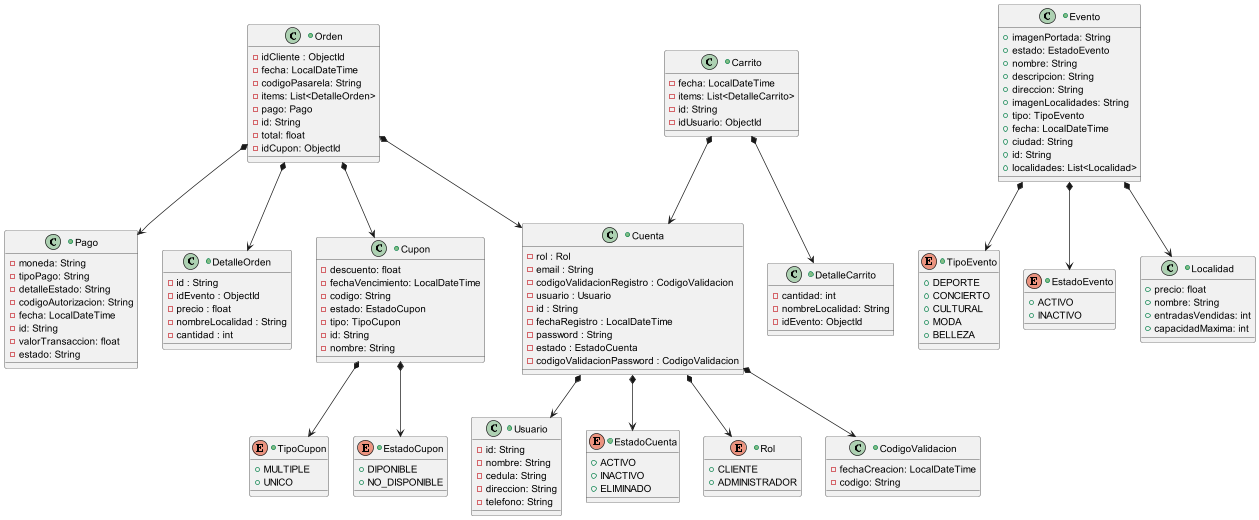 Orden
idCliente : ObjectId
fecha: LocalDateTime
codigoPasarela: String
items: List<DetalleOrden>
pago: Pago
id: String
total: float
idCupon: ObjectId
Carrito
fecha: LocalDateTime
items: List<DetalleCarrito>
id: String
idUsuario: ObjectId
Evento
imagenPortada: String
estado: EstadoEvento
nombre: String
descripcion: String
direccion: String
imagenLocalidades: String
tipo: TipoEvento
fecha: LocalDateTime
ciudad: String
id: String
localidades: List<Localidad>
Pago
moneda: String
tipoPago: String
detalleEstado: String
codigoAutorizacion: String
fecha: LocalDateTime
id: String
valorTransaccion: float
estado: String
DetalleOrden
id : String
idEvento : ObjectId
precio : float
nombreLocalidad : String
cantidad : int
Cupon
descuento: float
fechaVencimiento: LocalDateTime
codigo: String
estado: EstadoCupon
tipo: TipoCupon
id: String
nombre: String
Cuenta
rol : Rol
email : String
codigoValidacionRegistro : CodigoValidacion
usuario : Usuario
id : String
fechaRegistro : LocalDateTime
password : String
estado : EstadoCuenta
codigoValidacionPassword : CodigoValidacion
DetalleCarrito
cantidad: int
nombreLocalidad: String
idEvento: ObjectId
TipoEvento
DEPORTE
CONCIERTO
CULTURAL
MODA
BELLEZA
EstadoEvento
ACTIVO
INACTIVO
Localidad
precio: float
nombre: String
entradasVendidas: int
capacidadMaxima: int
TipoCupon
MULTIPLE
UNICO
EstadoCupon
DIPONIBLE
NO_DISPONIBLE
Usuario
id: String
nombre: String
cedula: String
direccion: String
telefono: String
EstadoCuenta
ACTIVO
INACTIVO
ELIMINADO
Rol
CLIENTE
ADMINISTRADOR
CodigoValidacion
fechaCreacion: LocalDateTime
codigo: String